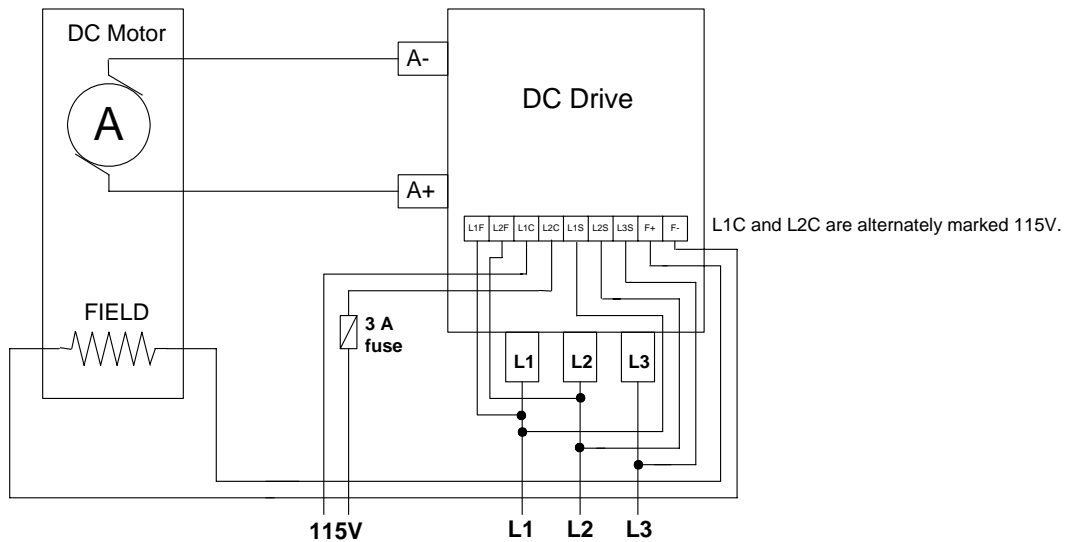 DC Motor
A
A-
DC Drive
A+
L1F L2F L1C L2C L1S L2S L3S F+ F-
L1C and L2C are alternately marked 115V.
FIELD
3 A
fuse
L1 L2 L3
115V L1 L2 L3